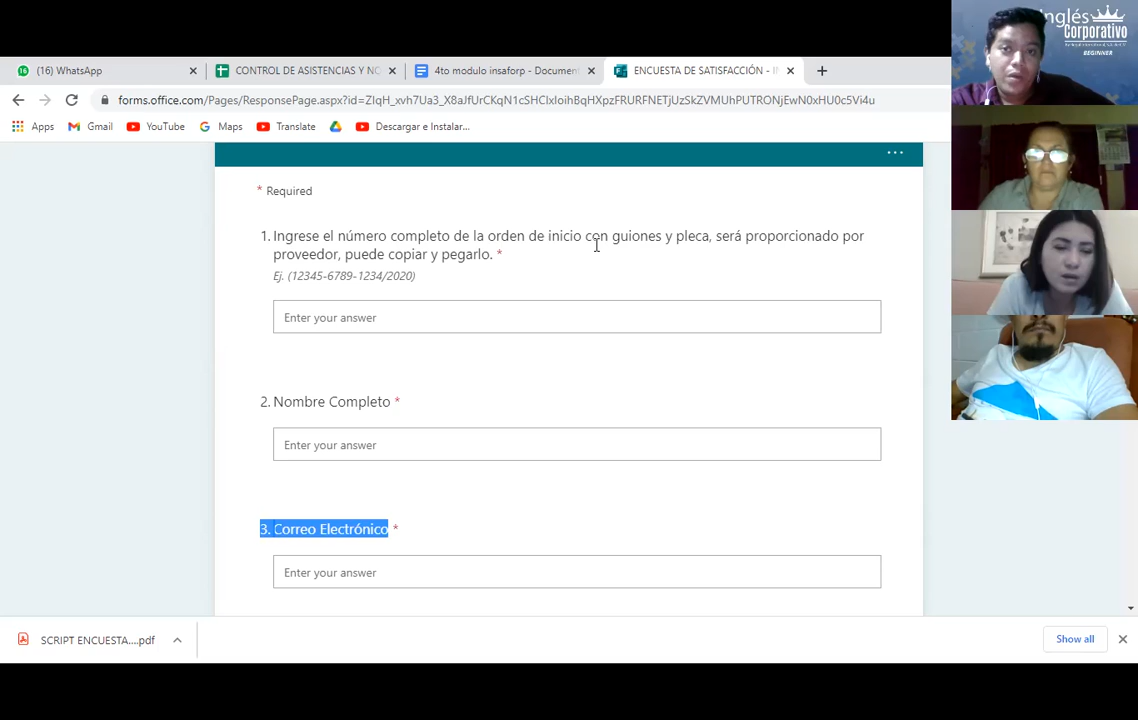 Inglés
Corporativo
BEGINNER
(16) WhatsApp
CONTROL DE ASISTENCIAS Y NO
4to modulo insaforp - Document
ENCUESTA DE SATISFACCIÓN - I
forms.office.com/Pages/ResponsePage.aspx?id=ZIqH_xvh7Ua3_X8aJfUrCKqN1cSHCIxIoihBqHXpzFRURFNETjUzSkZVMUhPUTRONjEwN0xHU0c5Vi4u
Apps
Gmail
YouTube
Maps
Translate
Descargar e Instalar...
* Required
1. Ingrese el número completo de la orden de inicio con guiones y pleca, será proporcionado por
proveedor, puede copiar y pegarlo. *
Ej. (12345-6789-1234/2020)
Enter your answer
2. Nombre Completo *
Enter your answer
3. Correo Electrónico *
Enter your answer
SCRIPT ENCUESTA....pdf
Show all